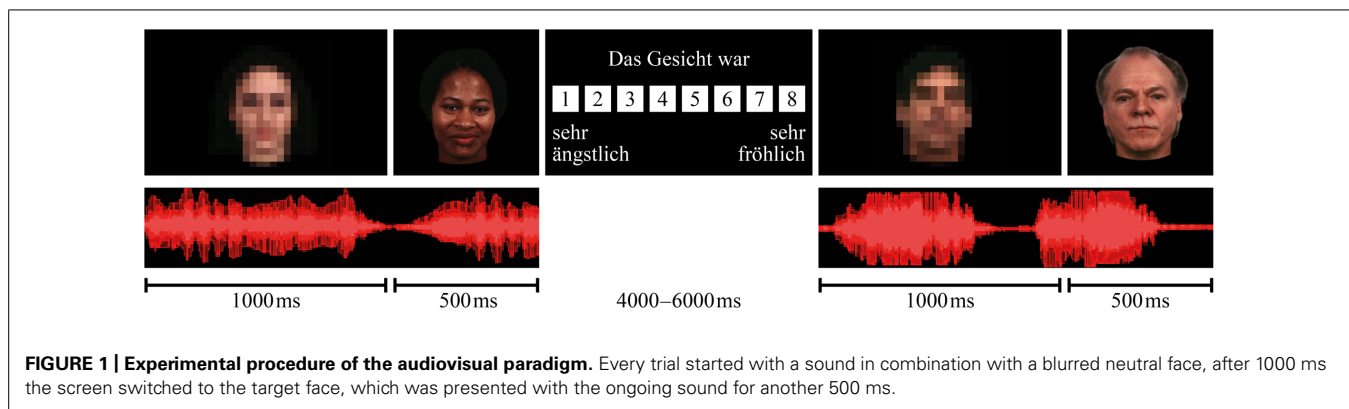 Das Gesicht war
1 2 3 4 5 6 7 8
sehr sehr
ängstlich fröhlich
1000 ms 500 ms 4000–6000 ms 1000 ms 500 ms
FIGURE 1 | Experimental procedure of the audiovisual paradigm. Every trial started with a sound in combination with a blurred neutral face, after 1000 ms
the screen switched to the target face, which was presented with the ongoing sound for another 500 ms.